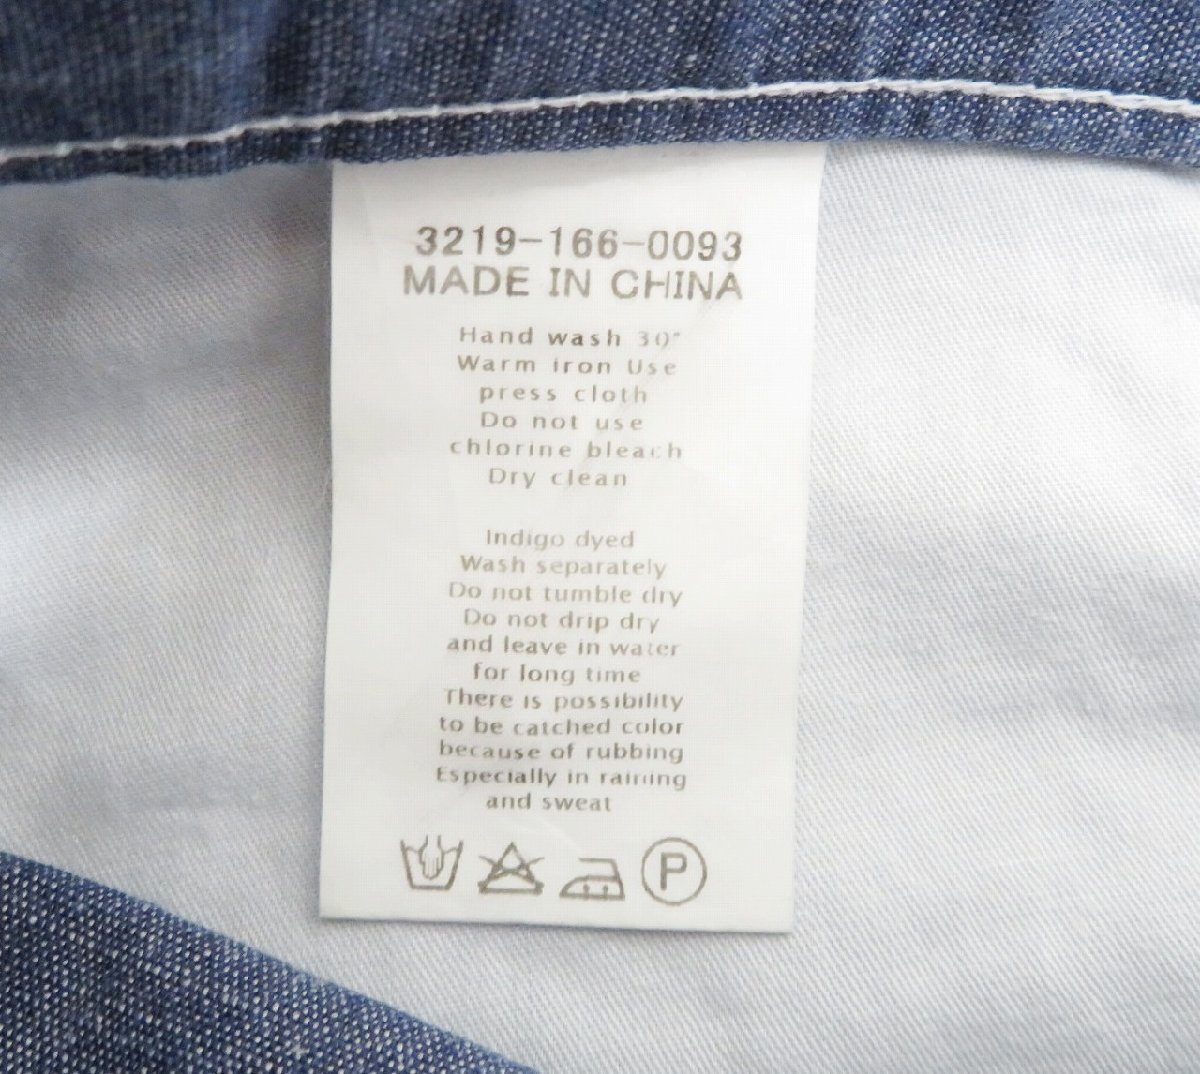 3219-166-0093
MADE IN CHINA
Hand wash 30°
Warm iron Use
press cloth
Do not use
chlorine bleach
Dry clean
Indigo dyed
Wash separately
Do not tumble dry
Do not drip dry
and leave in water
for long time
There is possibility
to be catched color
because of rubbing
Especially in raining
and sweat
P